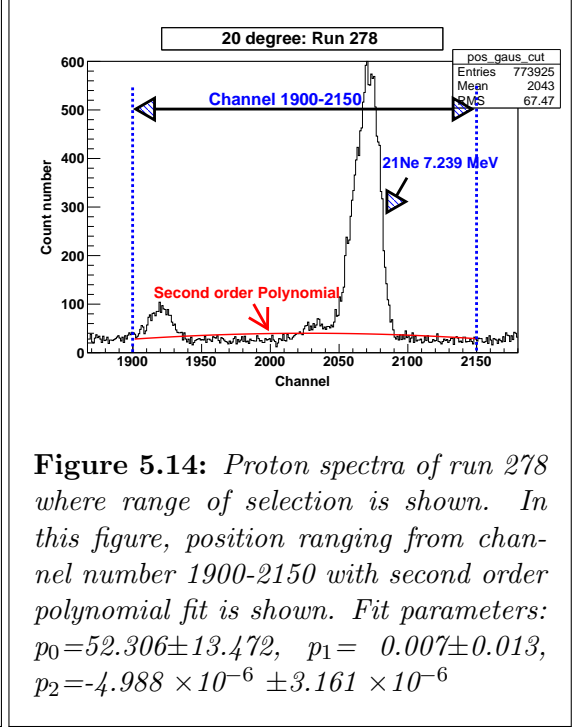 20 degree: Run 278
pos_gaus_cut
Entries 773925
Mean 2043
RMS 67.47
Channel 1900-2150
21Ne 7.239 MeV
Second order Polynomial
Count number
600
500
400
300
200
100
0
1900 1950 2000 2050 2100 2150
Channel
Figure 5.14: Proton spectra of run 278
where range of selection is shown. In
this figure, position ranging from chan-
nel number 1900-2150 with second order
polynomial fit is shown. Fit parameters:
p₀=52.306±13.472, p₁= 0.007±0.013,
p₂=-4.988 ×10⁻⁶ ±3.161 ×10⁻⁶